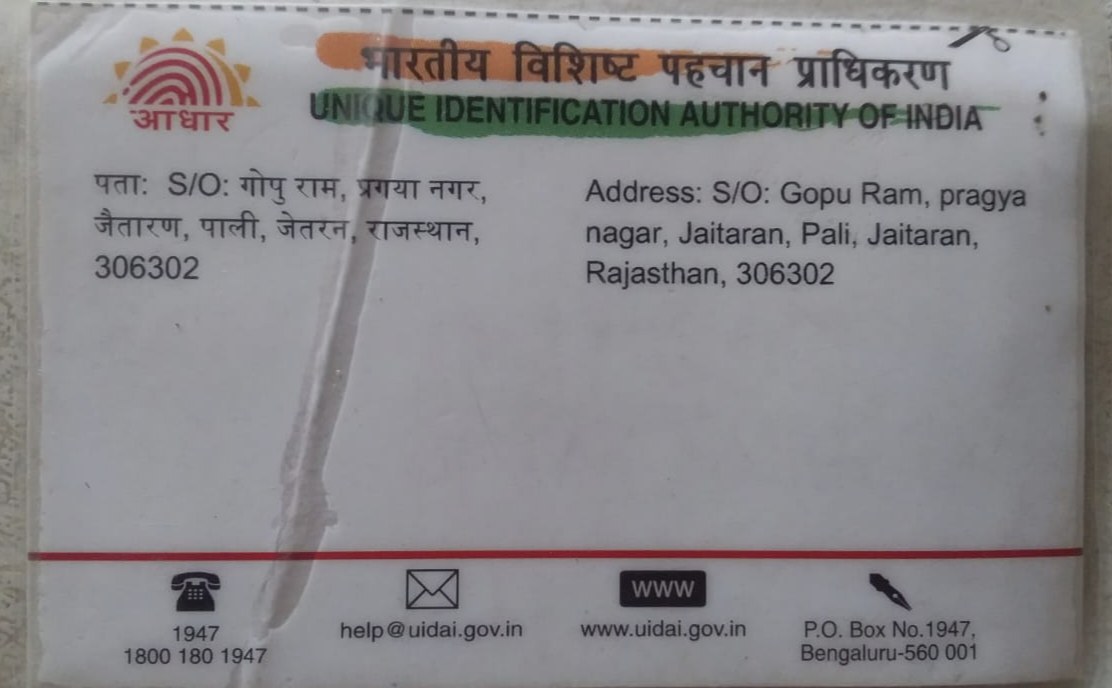 भारतीय विशिष्ट पहचान प्राधिकरण
UNIQUE IDENTIFICATION AUTHORITY OF INDIA
आधार
पता: S/O: गोपु राम, प्रगया नगर,
जैतारण, पाली, जेतरन, राजस्थान,
306302
Address: S/O: Gopu Ram, pragya
nagar, Jaitaran, Pali, Jaitaran,
Rajasthan, 306302
1947
1800 180 1947
help@uidai.gov.in
www
www.uidai.gov.in
P.O. Box No.1947,
Bengaluru-560 001